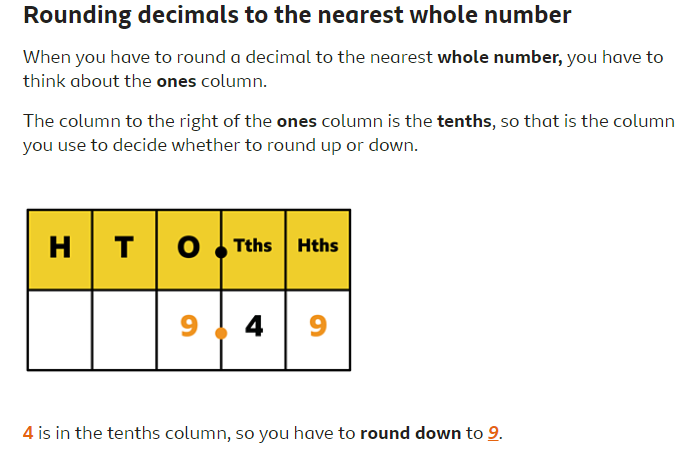 Rounding decimals to the nearest whole number
When you have to round a decimal to the nearest whole number, you have to
think about the ones column.
The column to the right of the ones column is the tenths, so that is the column
you use to decide whether to round up or down.
H T O . Tths Hths
9 . 4 9
4 is in the tenths column, so you have to round down to 9.